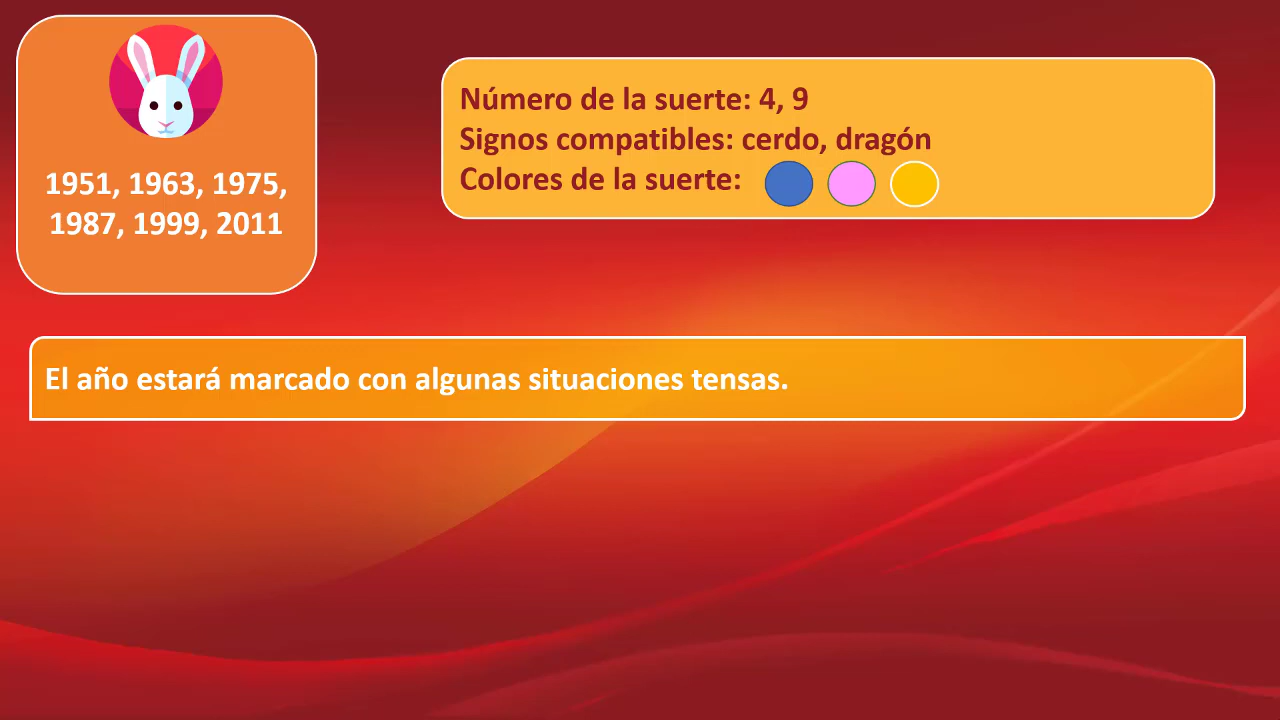 1951, 1963, 1975,
1987, 1999, 2011
Número de la suerte: 4, 9
Signos compatibles: cerdo, dragón
Colores de la suerte:
El año estará marcado con algunas situaciones tensas.